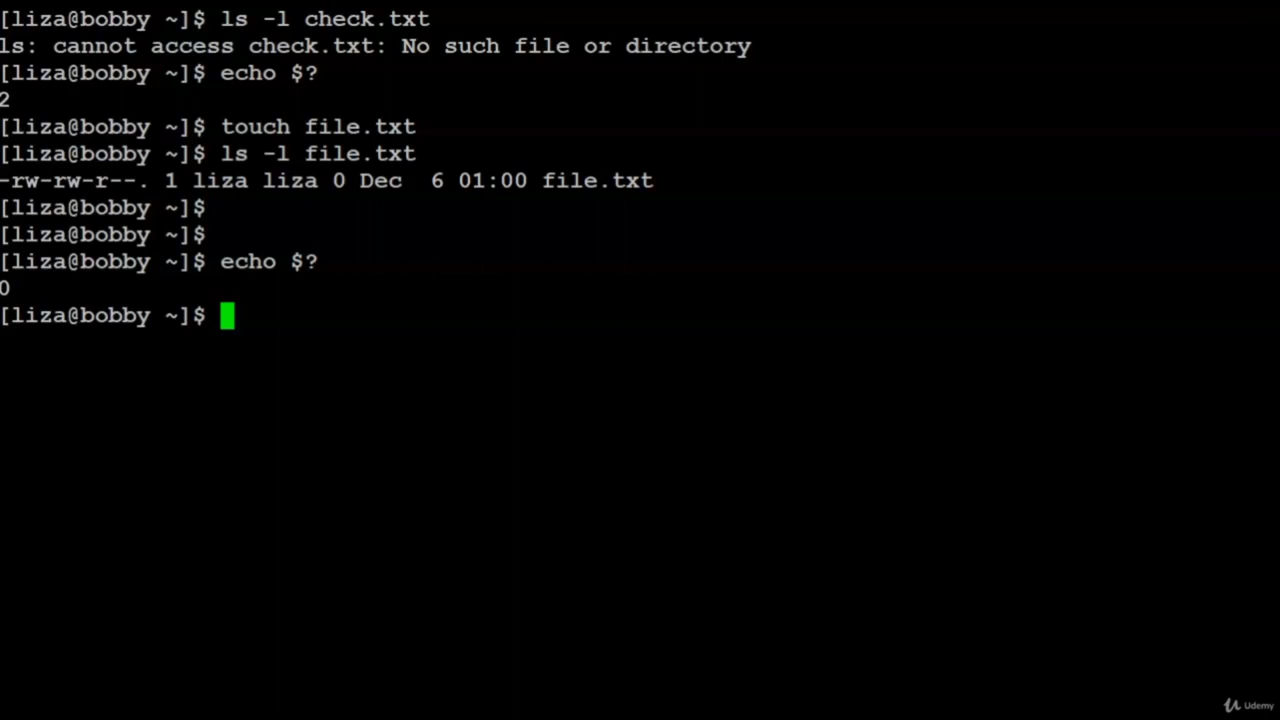 [liza@bobby ~]$ ls -l check.txt
ls: cannot access check.txt: No such file or directory
[liza@bobby ~]$ echo $?
2
[liza@bobby ~]$ touch file.txt
[liza@bobby ~]$ ls -l file.txt
-rw-rw-r--. 1 liza liza 0 Dec  6 01:00 file.txt
[liza@bobby ~]$
[liza@bobby ~]$
[liza@bobby ~]$ echo $?
0
[liza@bobby ~]$
Udemy